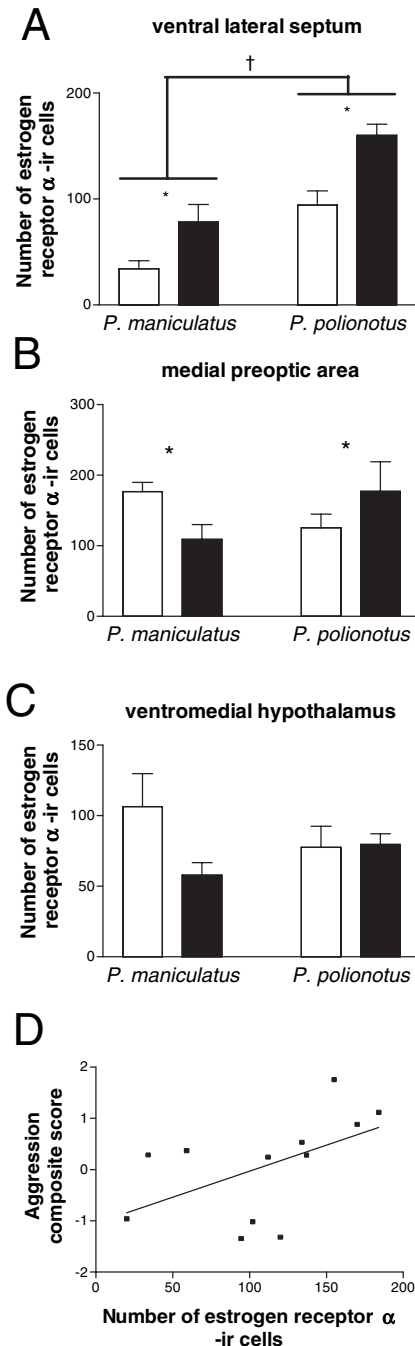 A
ventral lateral septum
†
Number of estrogen
receptor α -ir cells
200
100
0
*
*
P. maniculatus
P. polionotus
B
medial preoptic area
Number of estrogen
receptor α -ir cells
300
200
100
0
*
*
P. maniculatus
P. polionotus
C
ventromedial hypothalamus
Number of estrogen
receptor α -ir cells
150
100
50
0
P. maniculatus
P. polionotus
D
Aggression
composite score
2
1
0
-1
-2
0
50
100
150
200
Number of estrogen receptor α
-ir cells